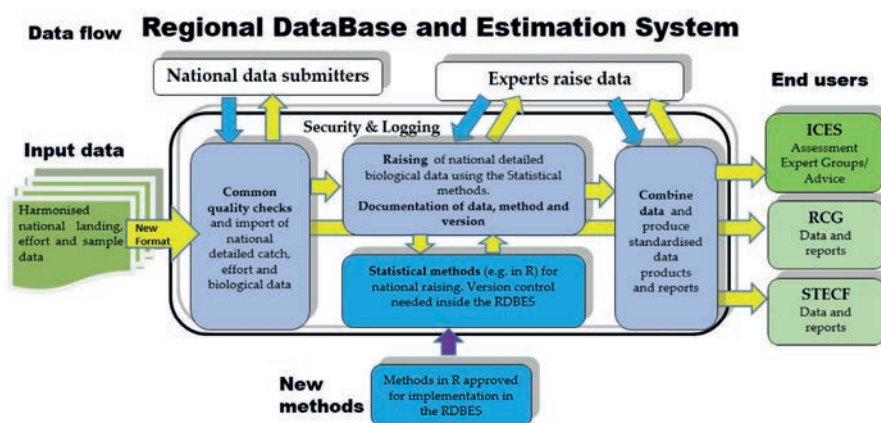 Data flow
Regional DataBase and Estimation System
National data submitters
Experts raise data
End users
Security & Logging
Input data
Harmonised
national landing,
effort and sample
data
New
Format
Common
quality checks
and import of
national
detailed catch,
effort and
biological data
Raising of national detailed
biological data using the Statistical
methods.
Documentation of data, method and
version
Statistical methods (e.g. in R) for
national raising. Version control
needed inside the RDBES
Combine
data and
produce
standardised
data
products
and reports
ICES
Assessment
Expert Groups/
Advice
RCG
Data and
reports
STECF
Data and
reports
New
methods
Methods in R approved
for implementation in
the RDBES